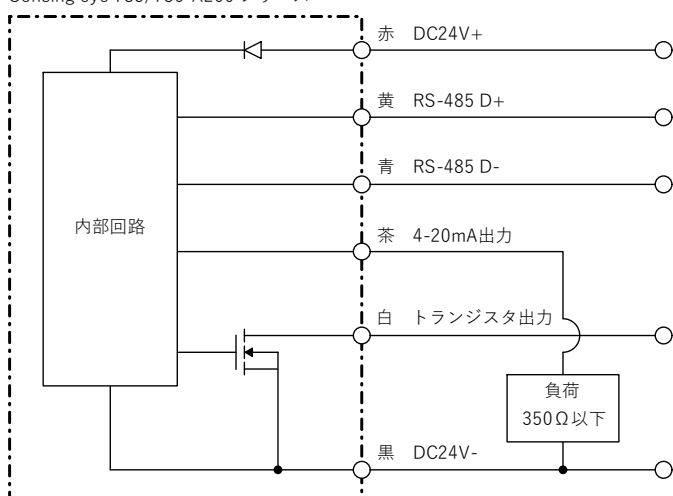 赤 DC24V+
黄 RS-485 D+
青 RS-485 D-
内部回路
茶 4-20mA出力
白 トランジスタ出力
負荷
350Ω以下
黒 DC24V-